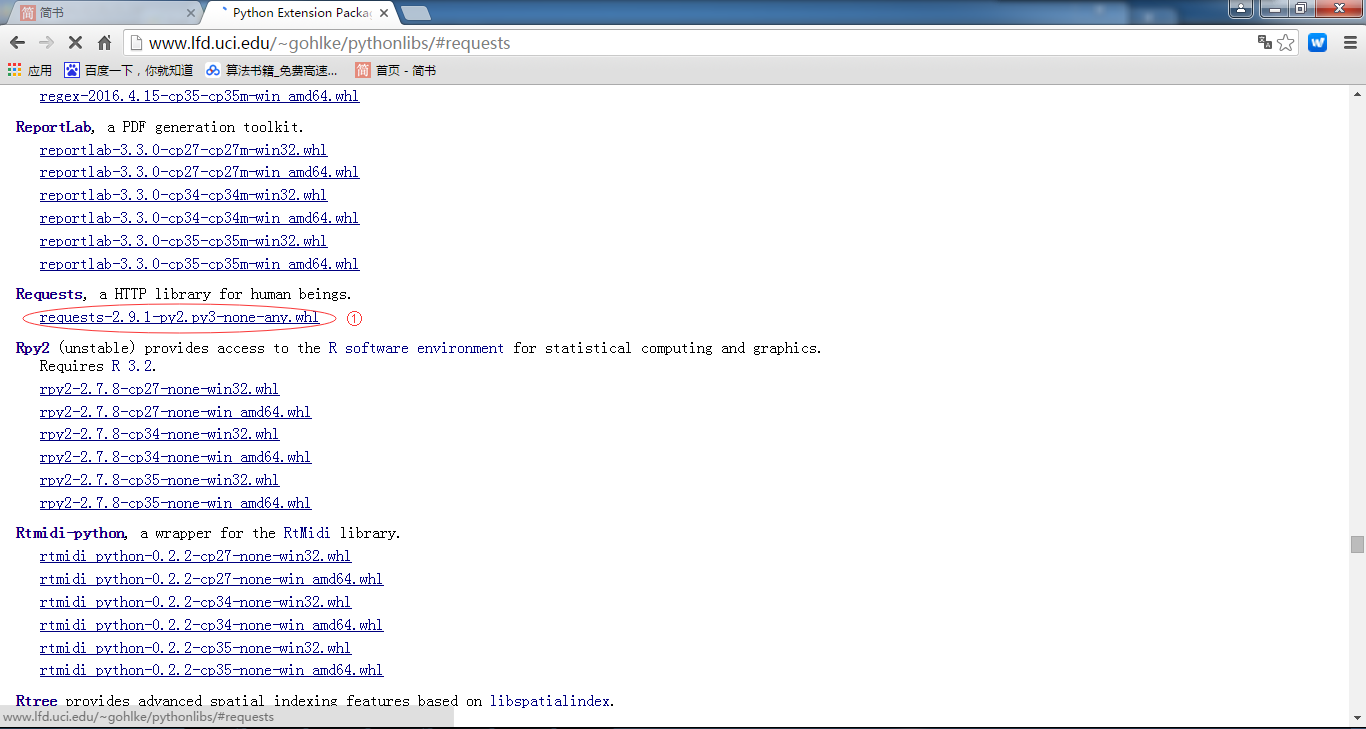 简 简书
Python Extension Packa
www.lfd.uci.edu/~gohlke/pythonlibs/#requests
W
应用 百度一下，你就知道 算法书籍_免费高速... 简 首页 - 简书
regex-2016.4.15-cp35-cp35m-win_amd64.whl
ReportLab, a PDF generation toolkit.
reportlab-3.3.0-cp27-cp27m-win32.whl
reportlab-3.3.0-cp27-cp27m-win_amd64.whl
reportlab-3.3.0-cp34-cp34m-win32.whl
reportlab-3.3.0-cp34-cp34m-win_amd64.whl
reportlab-3.3.0-cp35-cp35m-win32.whl
reportlab-3.3.0-cp35-cp35m-win_amd64.whl
Requests, a HTTP library for human beings.
requests-2.9.1-py2.py3-none-any.whl ①
Rpy2 (unstable) provides access to the R software environment for statistical computing and graphics.
Requires R 3.2.
rpy2-2.7.8-cp27-none-win32.whl
rpy2-2.7.8-cp27-none-win_amd64.whl
rpy2-2.7.8-cp34-none-win32.whl
rpy2-2.7.8-cp34-none-win_amd64.whl
rpy2-2.7.8-cp35-none-win32.whl
rpy2-2.7.8-cp35-none-win_amd64.whl
Rtmidi-python, a wrapper for the RtMidi library.
rtmidi_python-0.2.2-cp27-none-win32.whl
rtmidi_python-0.2.2-cp27-none-win_amd64.whl
rtmidi_python-0.2.2-cp34-none-win32.whl
rtmidi_python-0.2.2-cp34-none-win_amd64.whl
rtmidi_python-0.2.2-cp35-none-win32.whl
rtmidi_python-0.2.2-cp35-none-win_amd64.whl
Rtree provides advanced spatial indexing features based on libspatialindex.
www.lfd.uci.edu/~gohlke/pythonlibs/#requests